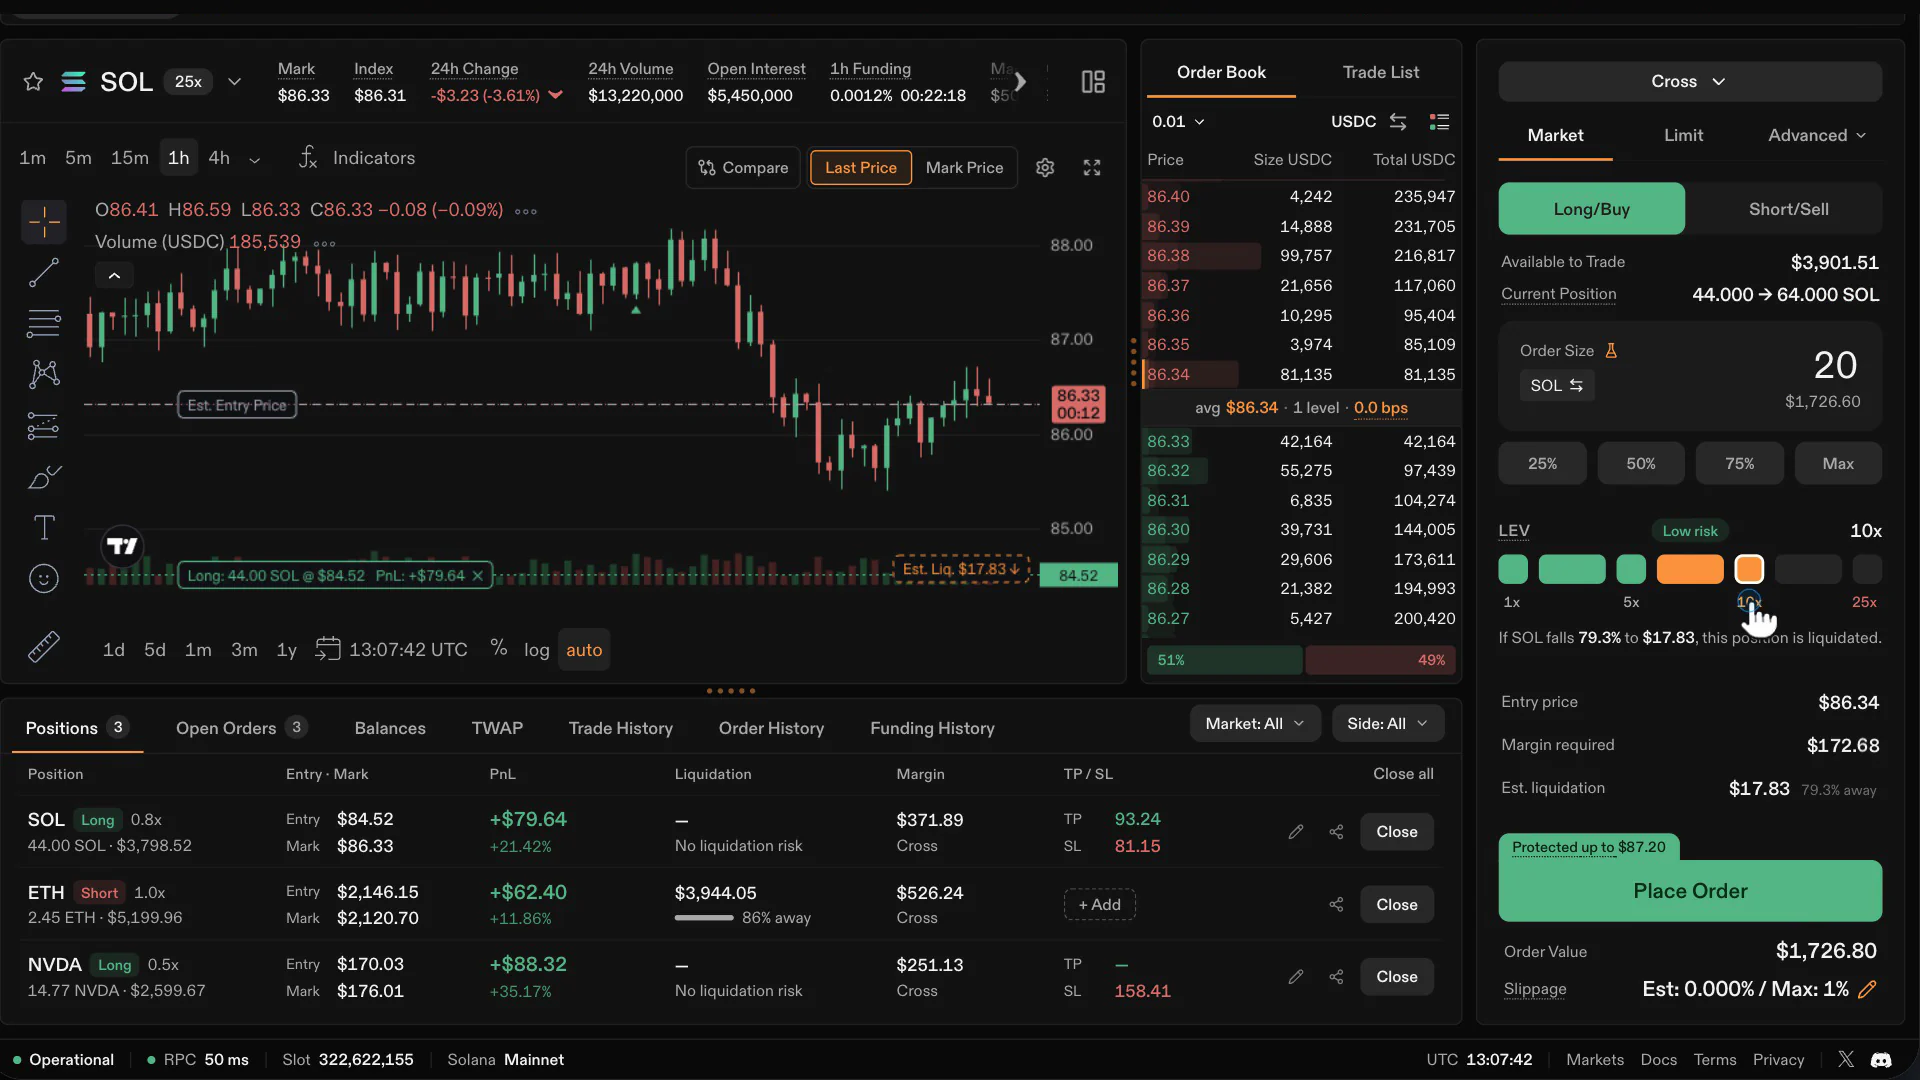 SOL 25x
Mark Index 24h Change 24h Volume Open Interest 1h Funding
$86.33 $86.31 -$3.23 (-3.61%) $13,220,000 $5,450,000 0.0012% 00:22:18
1m 5m 15m 1h 4h Indicators
Compare Last Price Mark Price
O86.41 H86.59 L86.33 C86.33 −0.08 (−0.09%)
Volume (USDC) 185,539
88.00
87.00
Est. Entry Price
86.33
00:12
86.00
85.00
Long: 44.00 SOL @ $84.52 PnL: +$79.64 ✕
Est. Liq. $17.83 ↓
84.52
1d 5d 1m 3m 1y 13:07:42 UTC % log auto
Order Book Trade List
0.01 USDC
Price Size USDC Total USDC
86.40 4,242 235,947
86.39 14,888 231,705
86.38 99,757 216,817
86.37 21,656 117,060
86.36 10,295 95,404
86.35 3,974 85,109
86.34 81,135 81,135
avg $86.34 · 1 level · 0.0 bps
86.33 42,164 42,164
86.32 55,275 97,439
86.31 6,835 104,274
86.30 39,731 144,005
86.29 29,606 173,611
86.28 21,382 194,993
86.27 5,427 200,420
51% 49%
Cross
Market Limit Advanced
Long/Buy Short/Sell
Available to Trade $3,901.51
Current Position 44.000 → 64.000 SOL
Order Size 20
SOL $1,726.60
25% 50% 75% Max
LEV Low risk 10x
1x 5x 10x 25x
If SOL falls 79.3% to $17.83, this position is liquidated.
Entry price $86.34
Margin required $172.68
Est. liquidation $17.83 79.3% away
Protected up to $87.20
Place Order
Order Value $1,726.80
Slippage Est: 0.000% / Max: 1%
Positions 3 Open Orders 3 Balances TWAP Trade History Order History Funding History Market: All Side: All
Position Entry · Mark PnL Liquidation Margin TP / SL Close all
SOL Long 0.8x Entry $84.52 +$79.64 — $371.89 TP 93.24 Close
44.00 SOL · $3,798.52 Mark $86.33 +21.42% No liquidation risk Cross SL 81.15
ETH Short 1.0x Entry $2,146.15 +$62.40 $3,944.05 $526.24 + Add Close
2.45 ETH · $5,199.96 Mark $2,120.70 +11.86% 86% away Cross
NVDA Long 0.5x Entry $170.03 +$88.32 — $251.13 TP — Close
14.77 NVDA · $2,599.67 Mark $176.01 +35.17% No liquidation risk Cross SL 158.41
Operational RPC 50 ms Slot 322,622,155 Solana Mainnet UTC 13:07:42 Markets Docs Terms Privacy